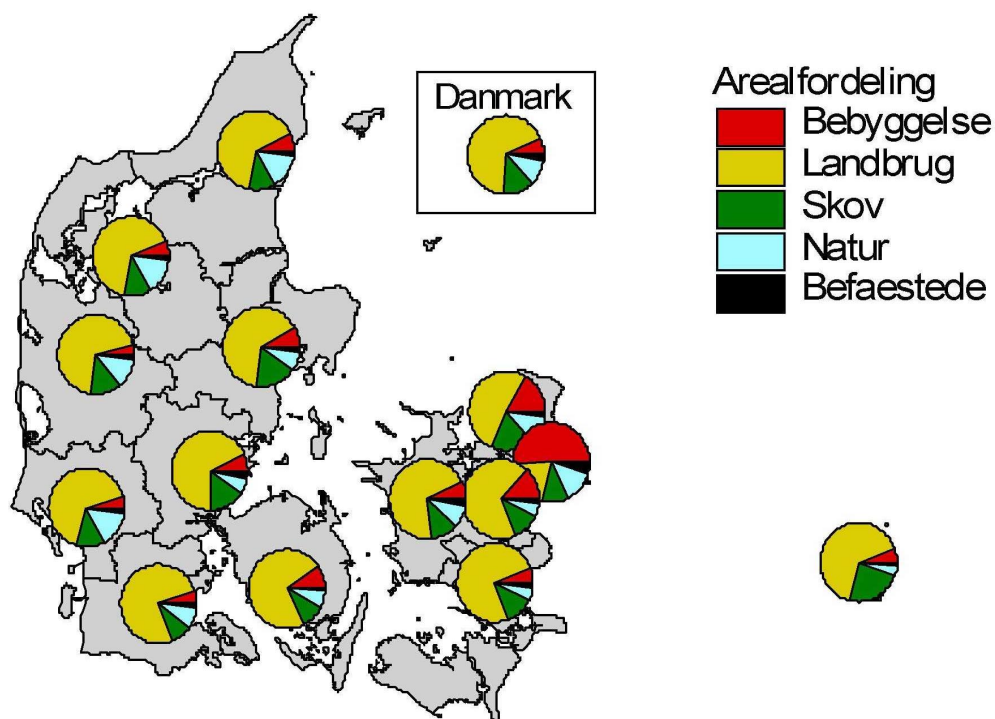 Danmark
Arealfordeling
Bebyggelse
Landbrug
Skov
Natur
Befaestede